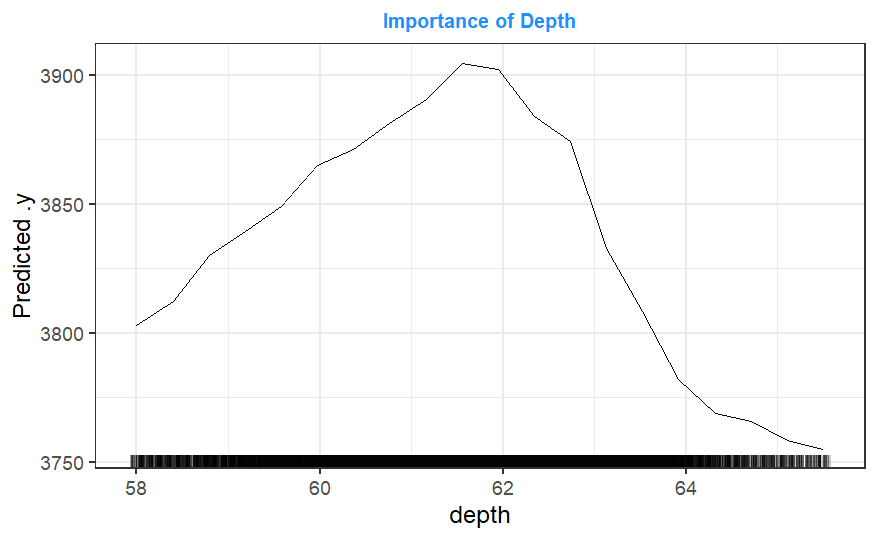 Importance of Depth
3900
3850
3800
3750
Predicted .y
58 60 62 64
depth